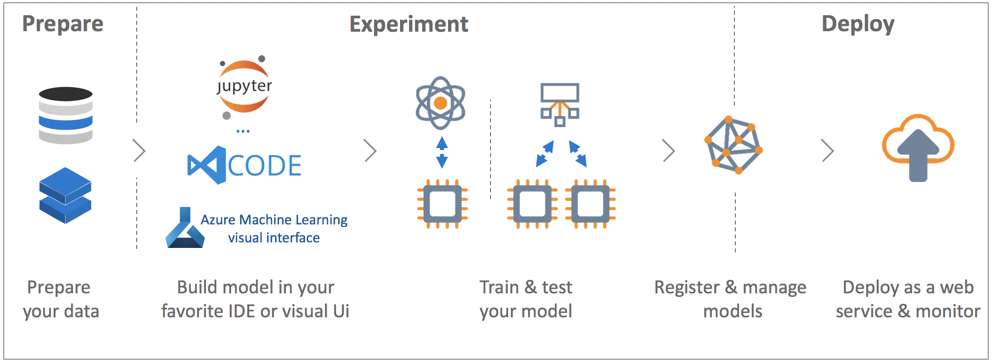 Prepare
Experiment
Deploy
jupyter
...
CODE
Azure Machine Learning
visual interface
Prepare
your data
Build model in your
favorite IDE or visual Ui
Train & test
your model
Register & manage
models
Deploy as a web
service & monitor